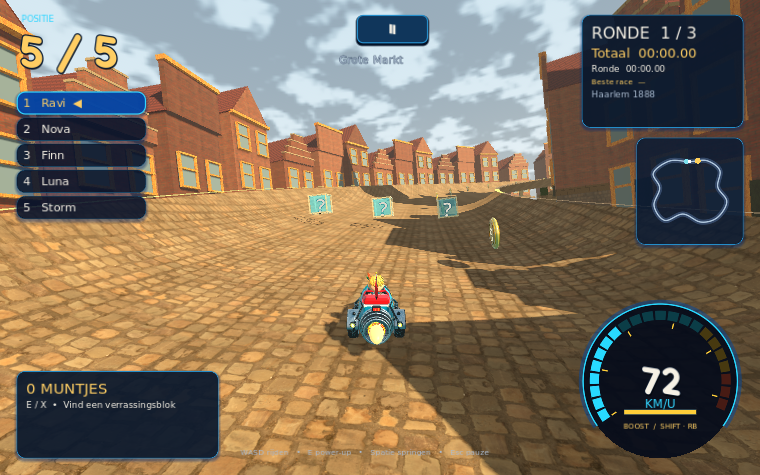 POSITIE
5 / 5
1 Ravi ◀
2 Nova
3 Finn
4 Luna
5 Storm
Grote Markt
RONDE 1 / 3
Totaal 00:00.00
Ronde 00:00.00
Beste race —
Haarlem 1888
?
?
?
0 MUNTJES
E / X • Vind een verrassingsblok
72
KM/U
BOOST / SHIFT · RB